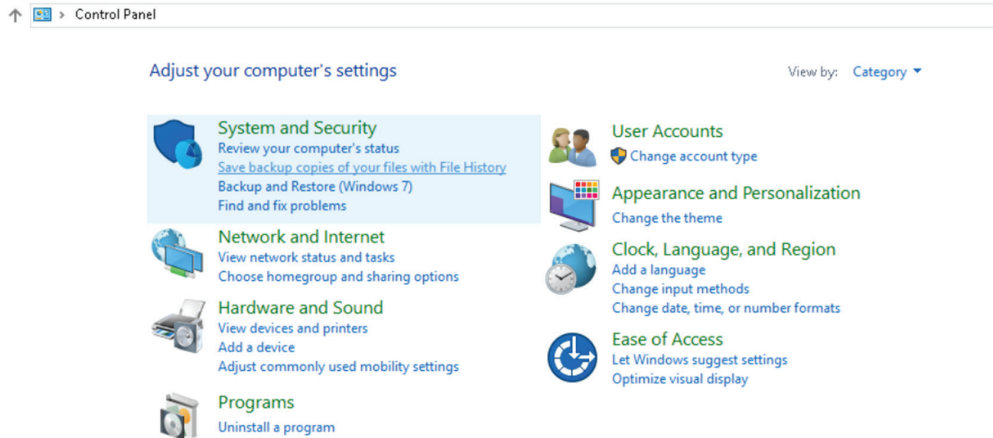 Control Panel
Adjust your computer's settings
View by: Category
System and Security
Review your computer's status
Save backup copies of your files with File History
Backup and Restore (Windows 7)
Find and fix problems
Network and Internet
View network status and tasks
Choose homegroup and sharing options
Hardware and Sound
View devices and printers
Add a device
Adjust commonly used mobility settings
Programs
Uninstall a program
User Accounts
Change account type
Appearance and Personalization
Change the theme
Clock, Language, and Region
Add a language
Change input methods
Change date, time, or number formats
Ease of Access
Let Windows suggest settings
Optimize visual display